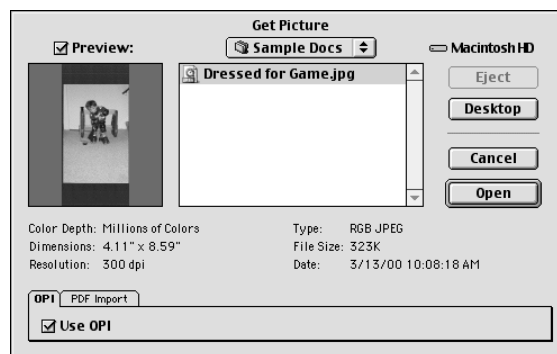 Get Picture
Preview:
Sample Docs
Macintosh HD
Dressed for Game.jpg
Eject
Desktop
Cancel
Open
Color Depth: Millions of Colors
Dimensions: 4.11" x 8.59"
Resolution: 300 dpi
Type: RGB JPEG
File Size: 323K
Date: 3/13/00 10:08:18 AM
OPI
PDF Import
Use OPI